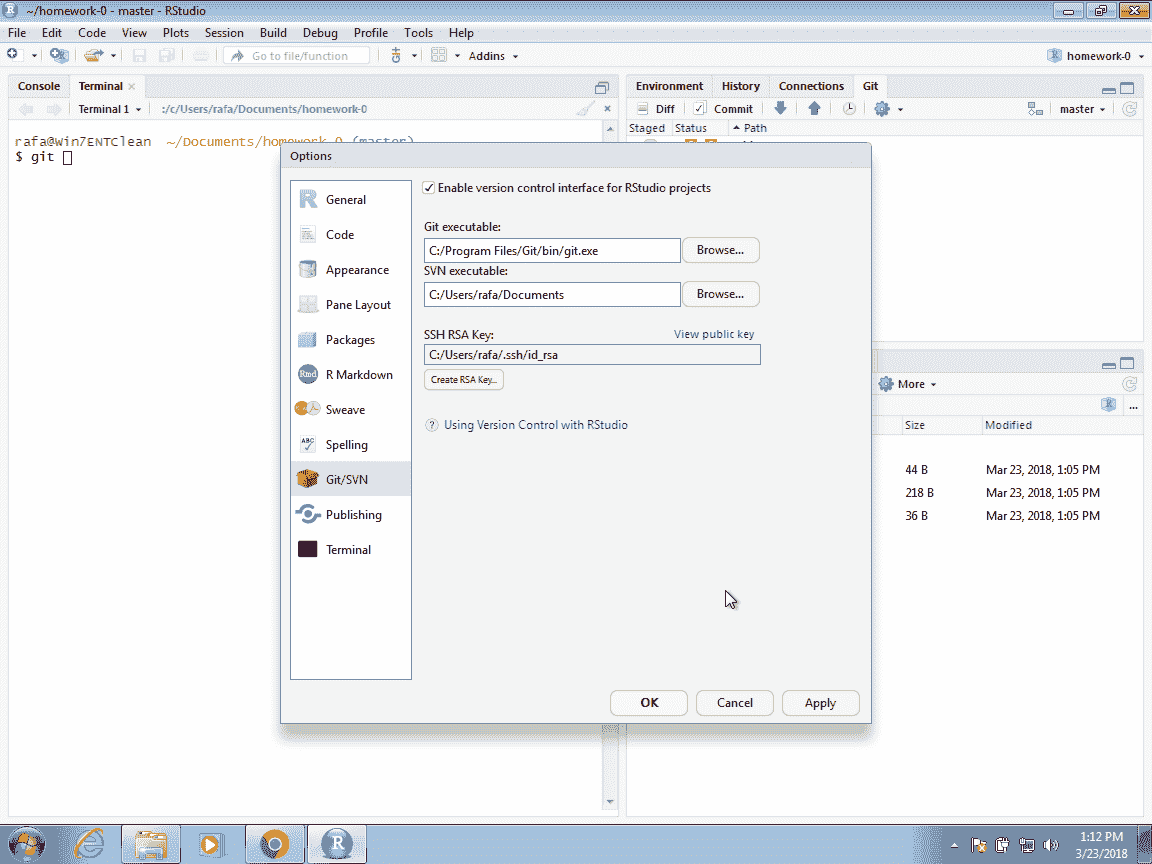 ~/homework-0 - master - RStudio
File Edit Code View Plots Session Build Debug Profile Tools Help
Go to file/function Addins homework-0
Console Terminal
Terminal 1 :/c/Users/rafa/Documents/homework-0
rafa@Win7ENTClean ~/Documents/homework-0 (master)
$ git
Environment History Connections Git
Diff Commit master
Staged Status Path
Options
General
Code
Appearance
Pane Layout
Packages
Rmd R Markdown
Sweave
ABC Spelling
Git/SVN
Publishing
Terminal
Enable version control interface for RStudio projects
Git executable:
C:/Program Files/Git/bin/git.exe Browse...
SVN executable:
C:/Users/rafa/Documents Browse...
SSH RSA Key: View public key
C:/Users/rafa/.ssh/id_rsa
Create RSA Key...
? Using Version Control with RStudio
OK Cancel Apply
More
...
Size Modified
44 B Mar 23, 2018, 1:05 PM
218 B Mar 23, 2018, 1:05 PM
36 B Mar 23, 2018, 1:05 PM
1:12 PM
3/23/2018